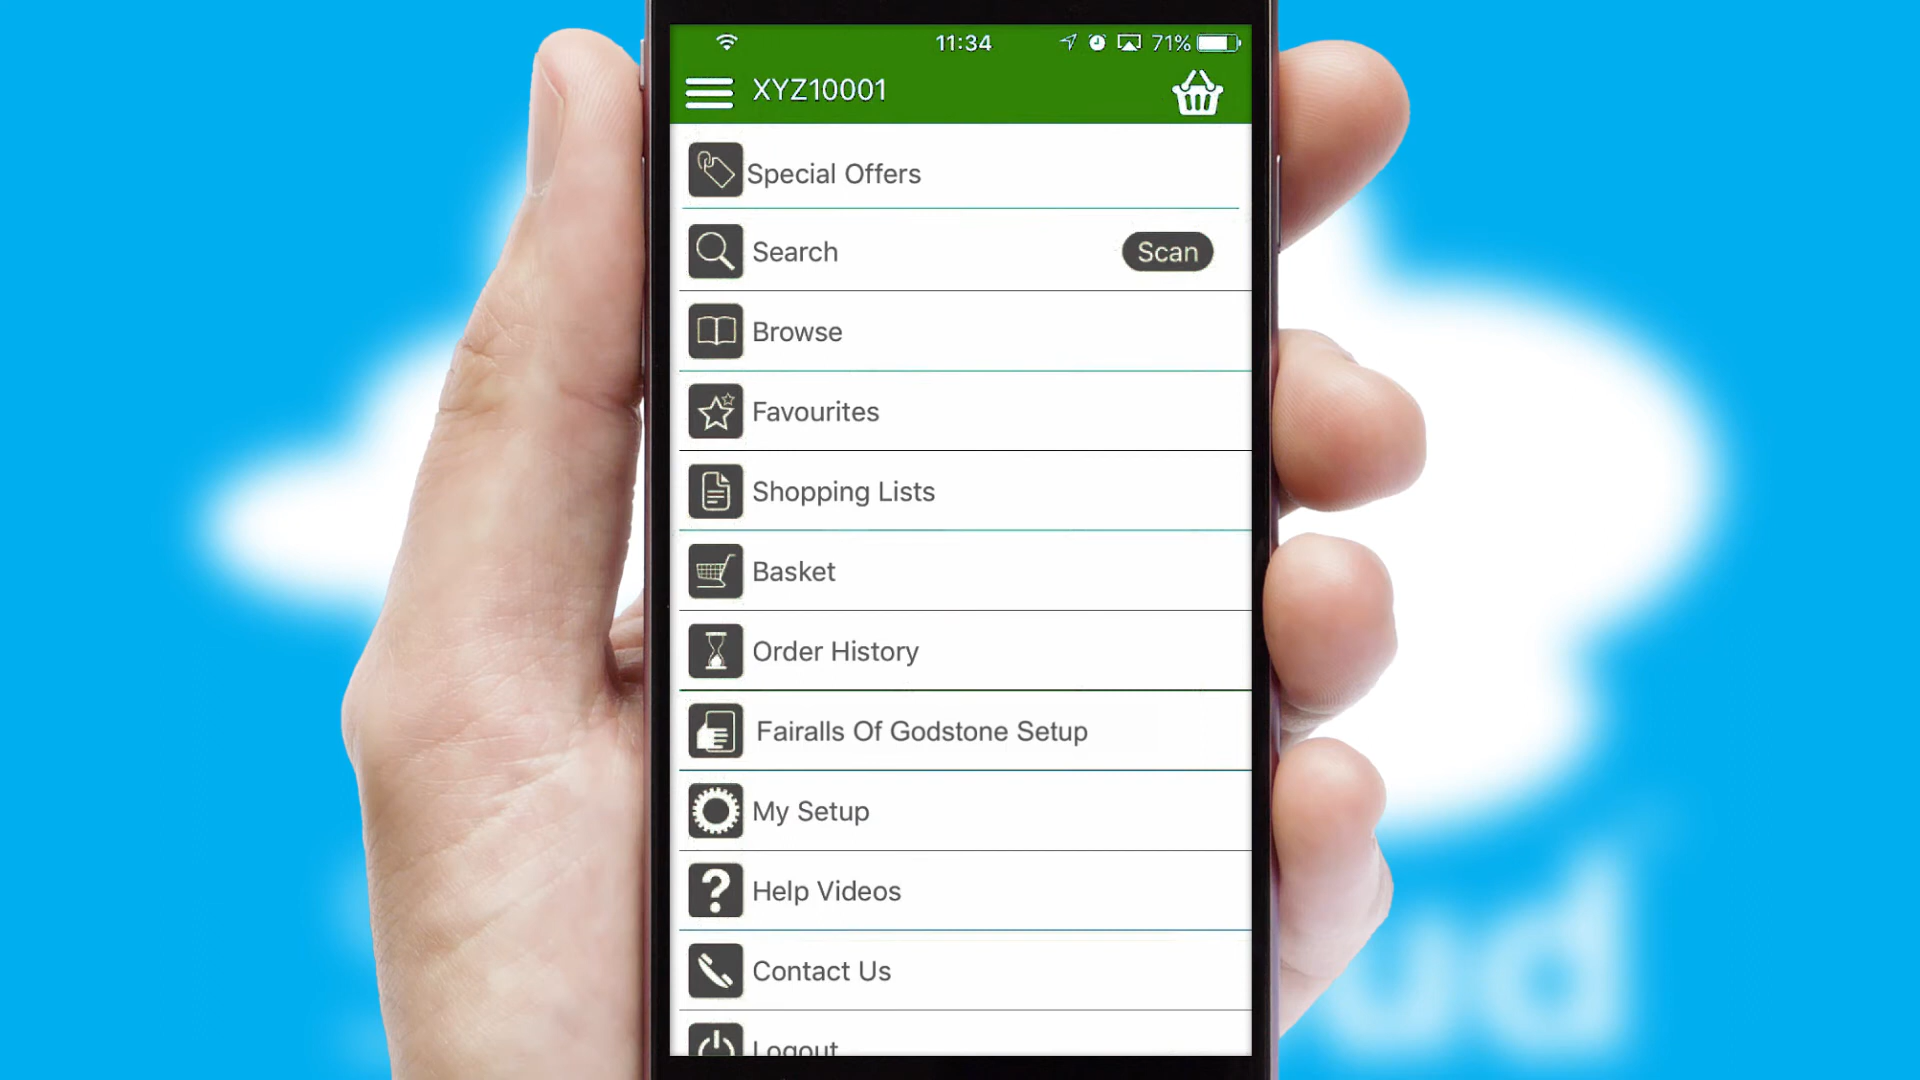 11:34 71%
XYZ10001
Special Offers
Search Scan
Browse
Favourites
Shopping Lists
Basket
Order History
Fairalls Of Godstone Setup
My Setup
Help Videos
Contact Us
Logout